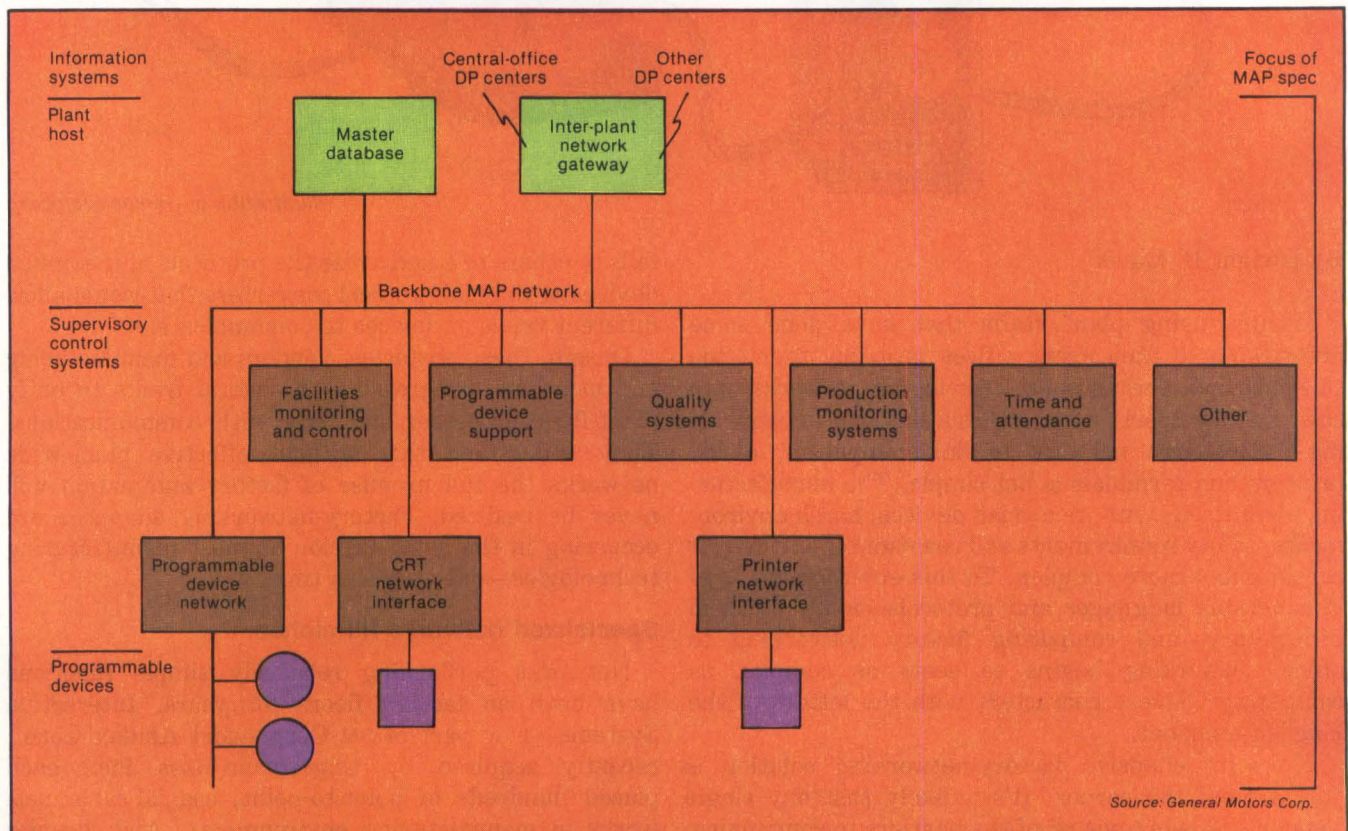 Information
systems
Plant
host
Central-office
DP centers
Other
DP centers
Focus of
MAP spec
Master
database
Inter-plant
network
gateway
Backbone MAP network
Supervisory
control
systems
Facilities
monitoring
and control
Programmable
device
support
Quality
systems
Production
monitoring
systems
Time and
attendance
Other
Programmable
device
network
CRT
network
interface
Printer
network
interface
Programmable
devices
Source: General Motors Corp.